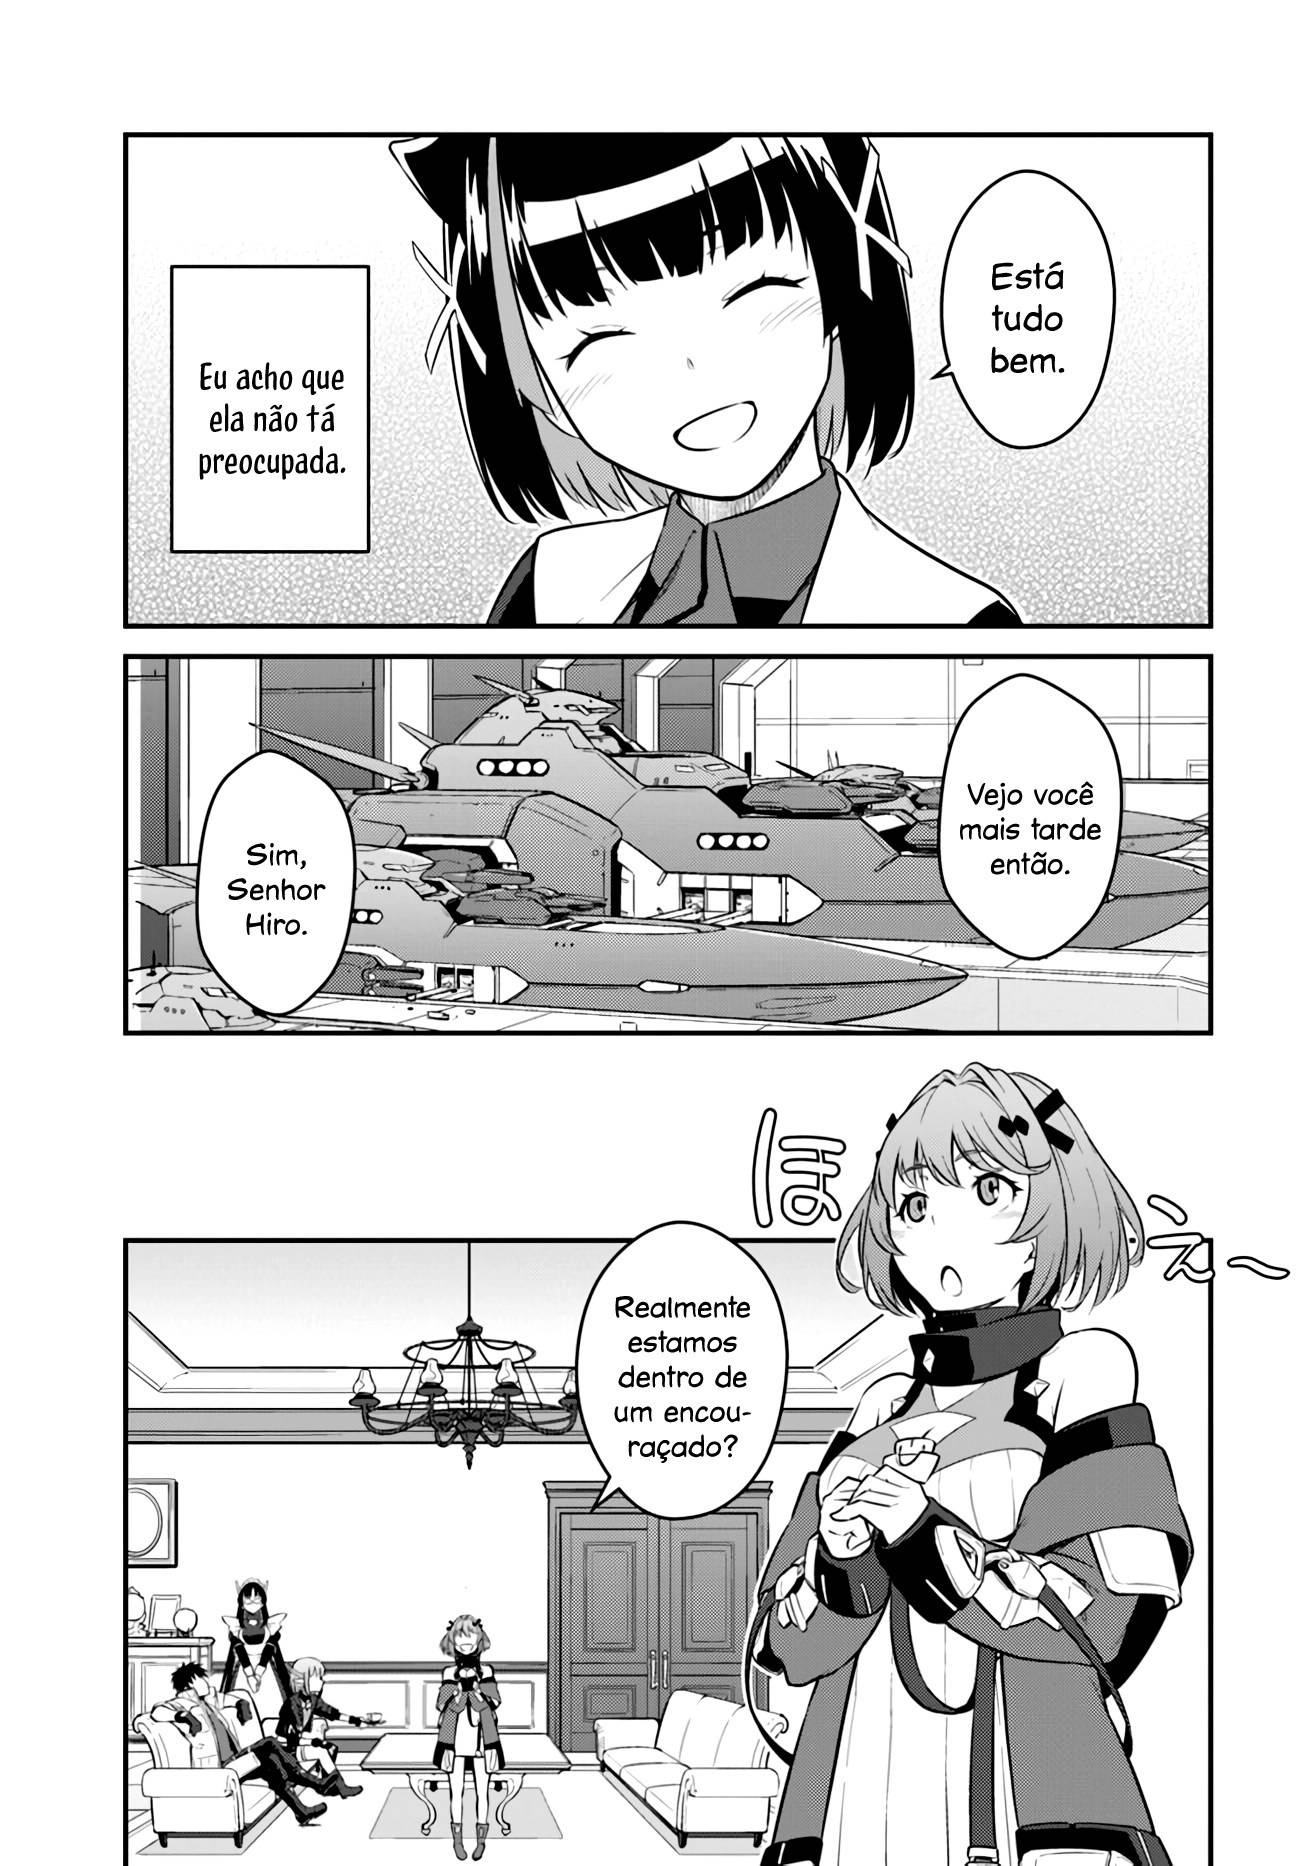 Está
tudo
bem.
Eu acho que
ela não tá
preocupada.
Vejo você
mais tarde
então.
Sim,
Senhor
Hiro.
ほ
え～
Realmente
estamos
dentro de
um encou-
raçado?